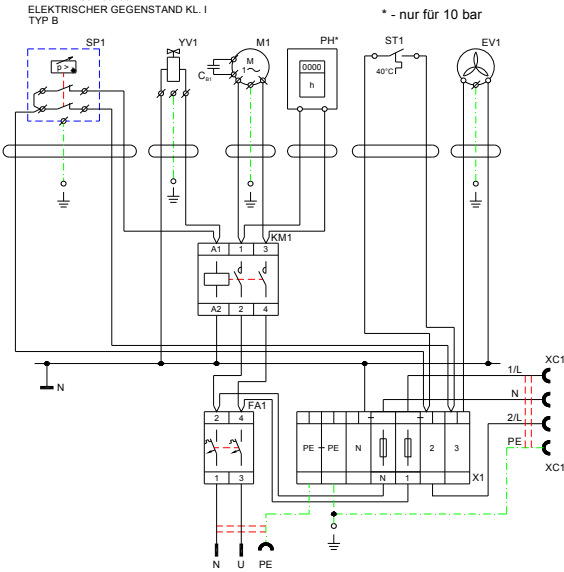 ELEKTRISCHER GEGENSTAND KL. I
TYP B
* - nur für 10 bar
SP1 YV1 M1 PH* ST1 EV1
p >
M
1
CB1
0000
h
40°C
KM1
A1 1 3
A2 2 4
N
XC1
1/L
N
2/L
PE
XC1
FA1
2 4
1 3
PE PE N 2 3
N 1
X1
N U PE